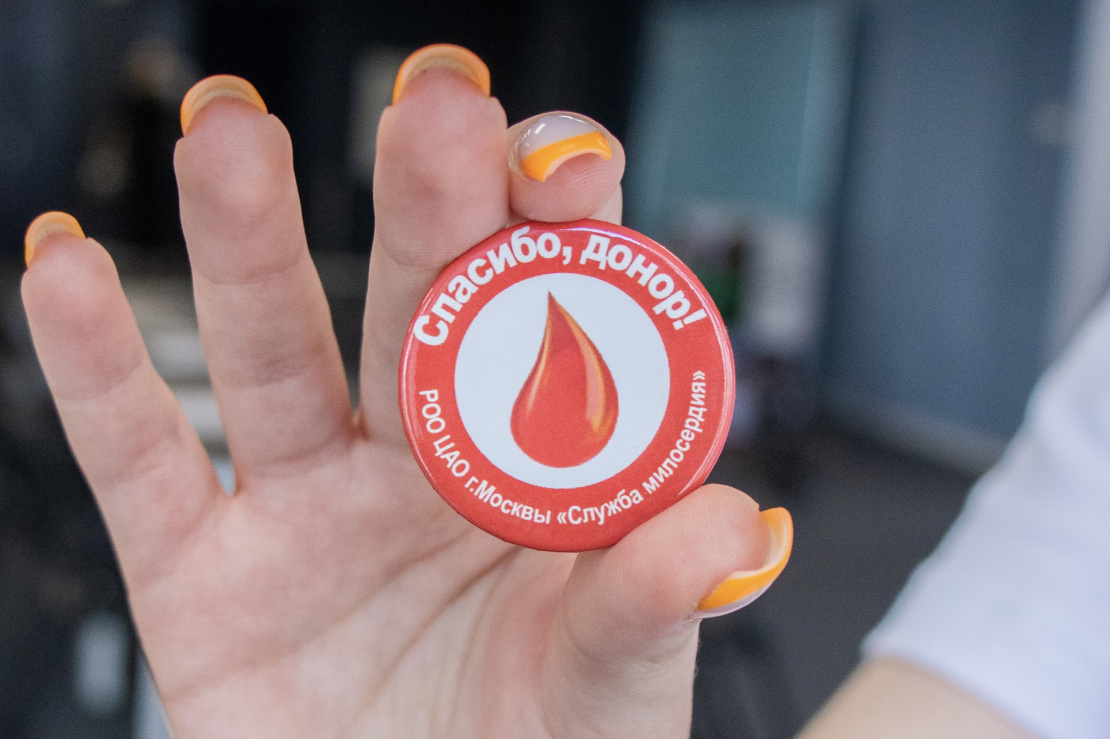 Спасибо, донор!
РОО ЦАО г.Москвы «Служба милосердия»